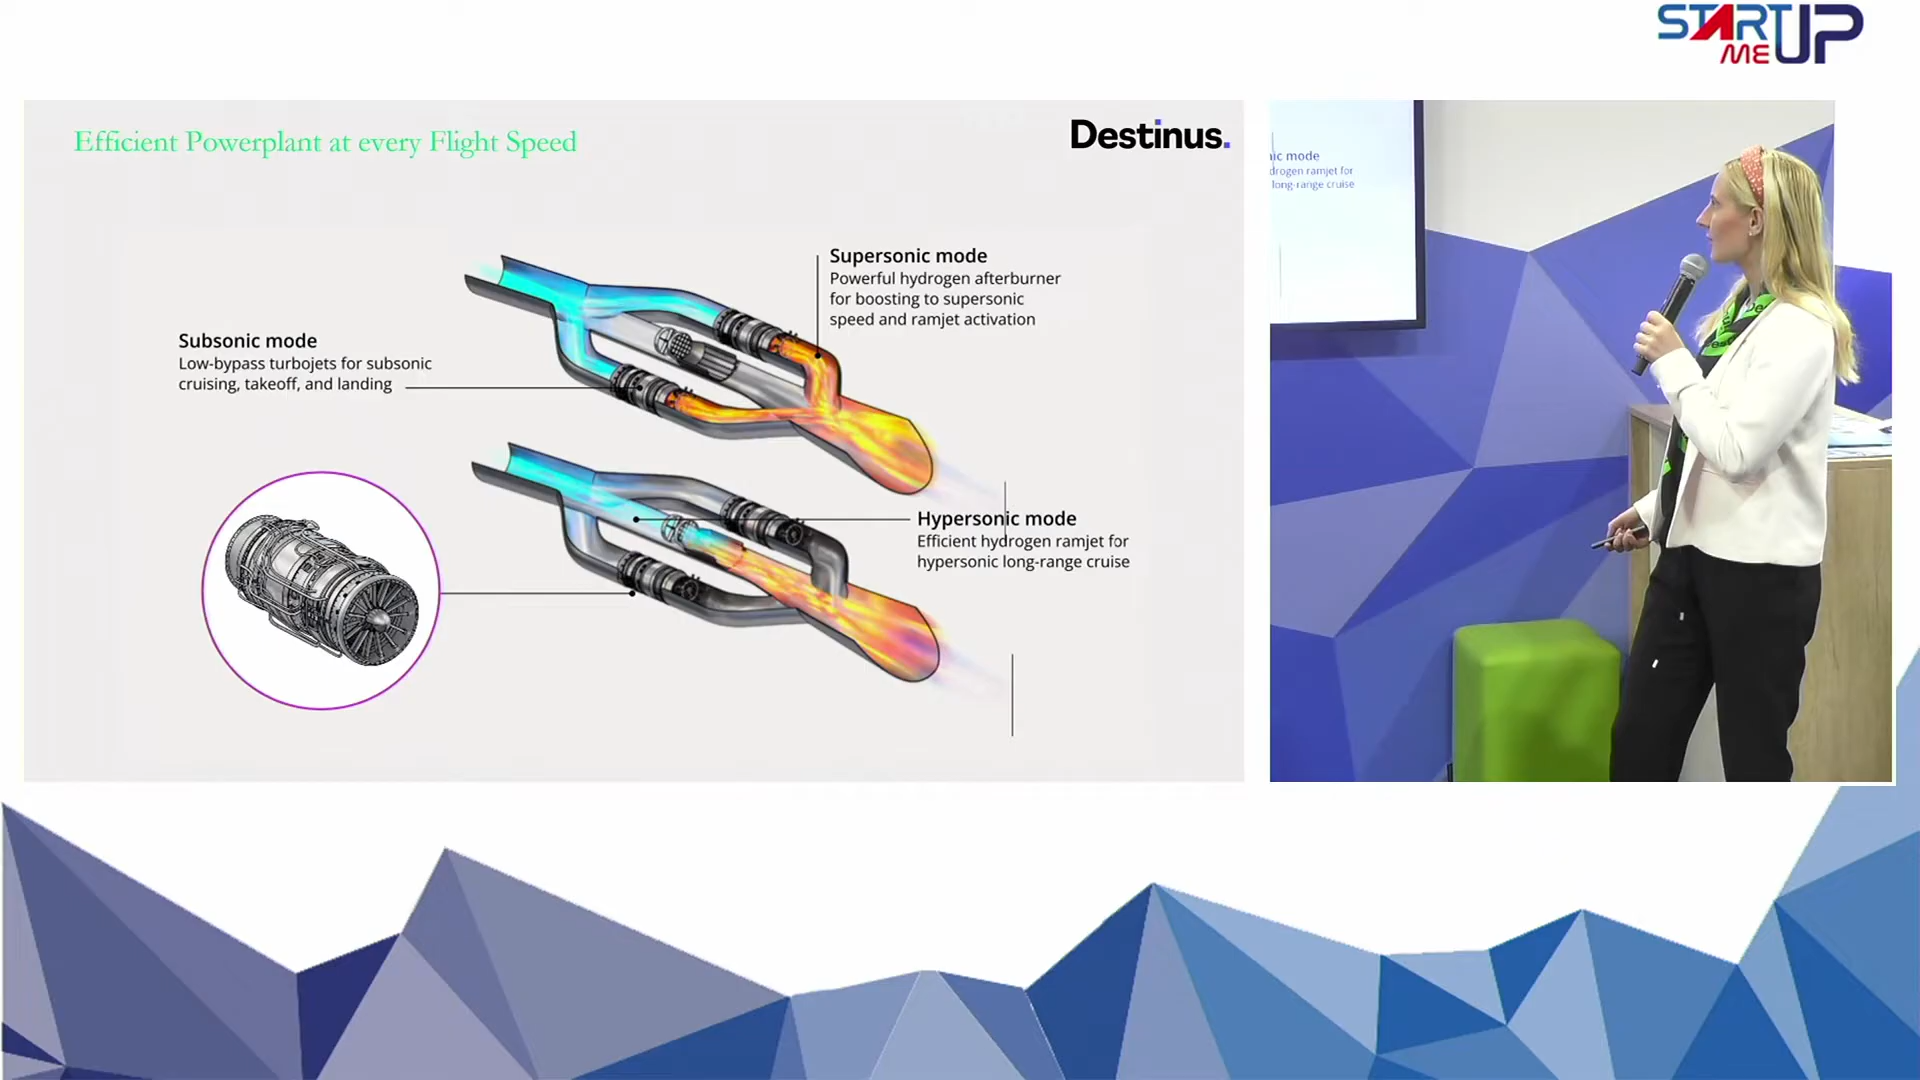 START
ME UP
Efficient Powerplant at every Flight Speed
Destinus.
Supersonic mode
Powerful hydrogen afterburner
for boosting to supersonic
speed and ramjet activation
Subsonic mode
Low-bypass turbojets for subsonic
cruising, takeoff, and landing
Hypersonic mode
Efficient hydrogen ramjet for
hypersonic long-range cruise
ic mode
drogen ramjet for
long-range cruise